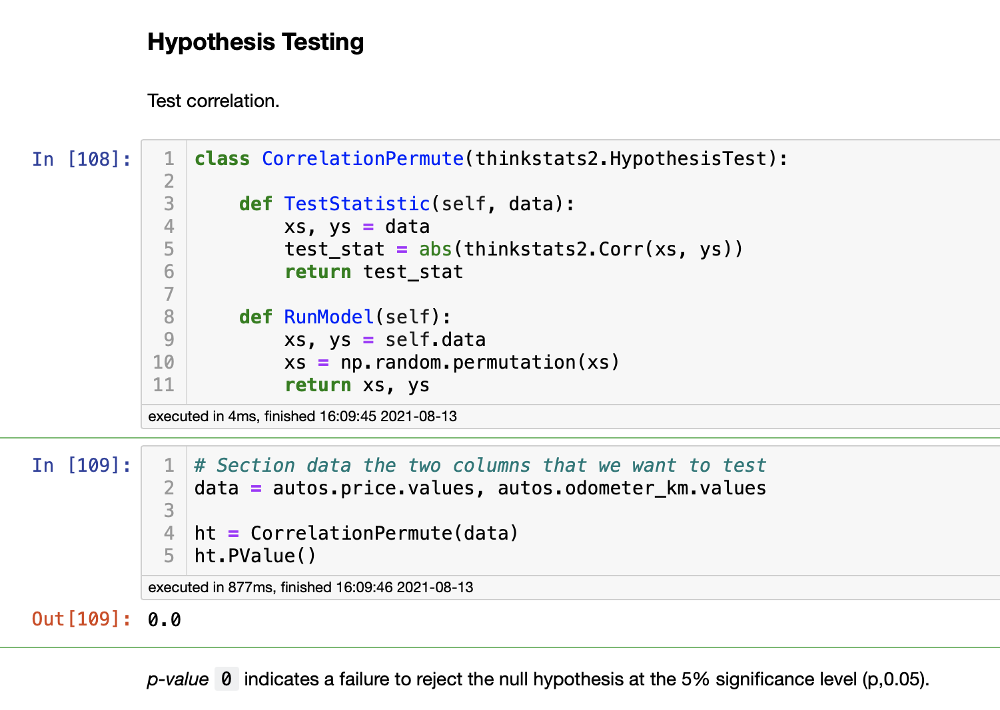 Hypothesis Testing
Test correlation.
In [108]:
1 class CorrelationPermute(thinkstats2.HypothesisTest):
2
3     def TestStatistic(self, data):
4         xs, ys = data
5         test_stat = abs(thinkstats2.Corr(xs, ys))
6         return test_stat
7
8     def RunModel(self):
9         xs, ys = self.data
10         xs = np.random.permutation(xs)
11         return xs, ys
executed in 4ms, finished 16:09:45 2021-08-13
In [109]:
1 # Section data the two columns that we want to test
2 data = autos.price.values, autos.odometer_km.values
3
4 ht = CorrelationPermute(data)
5 ht.PValue()
executed in 877ms, finished 16:09:46 2021-08-13
Out[109]: 0.0
p-value 0 indicates a failure to reject the null hypothesis at the 5% significance level (p,0.05).